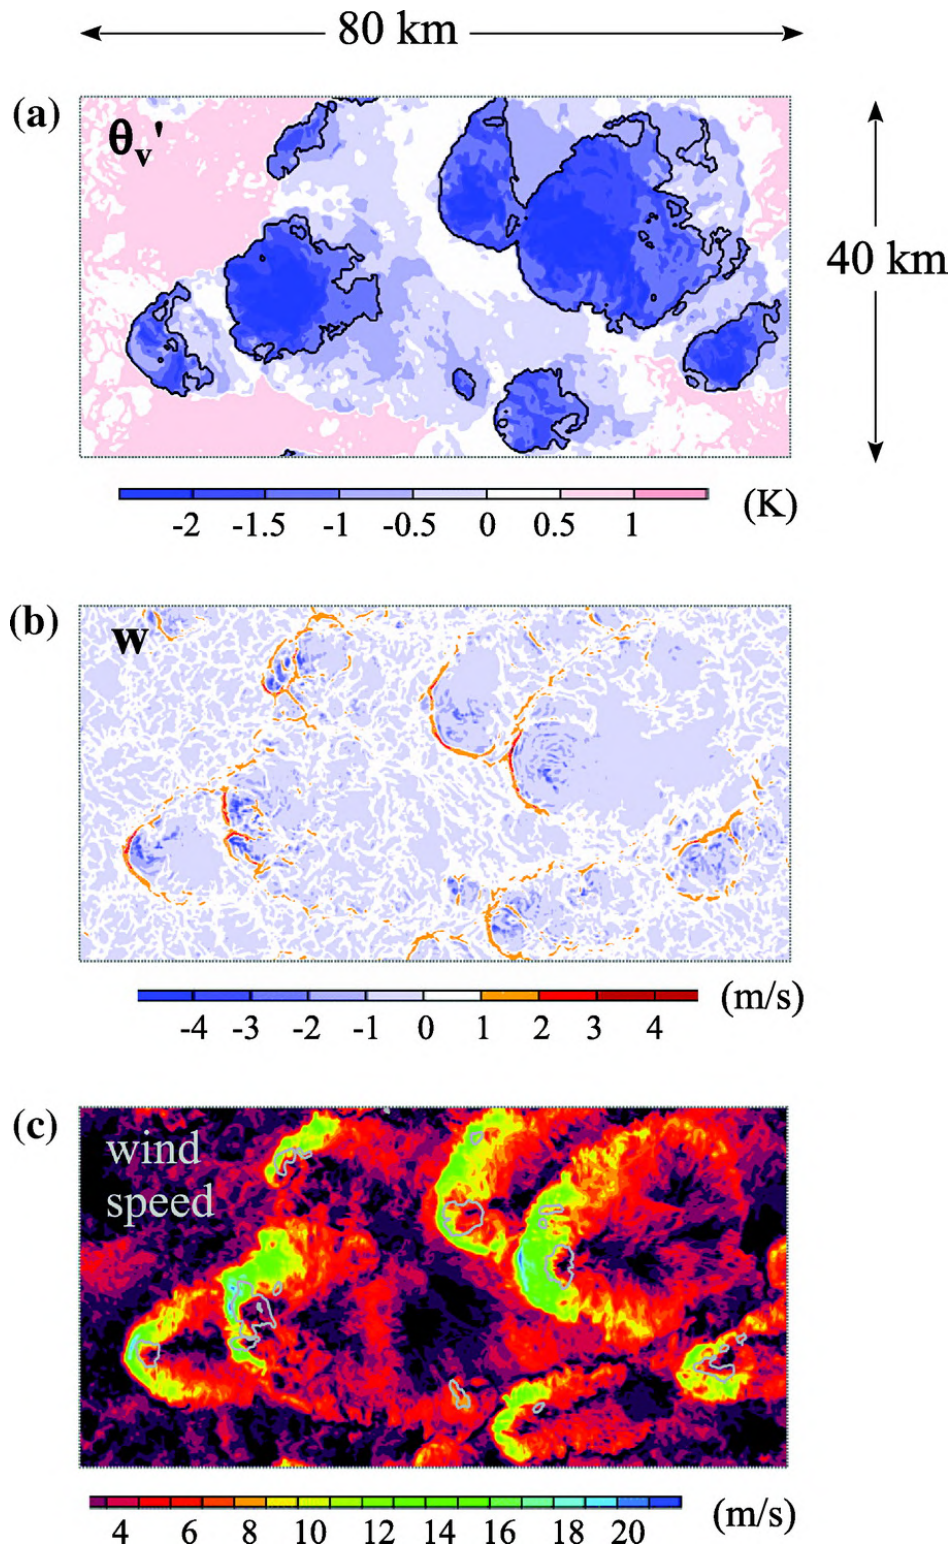 80 km
(a)
θv'
40 km
-2 -1.5 -1 -0.5 0 0.5 1 (K)
(b)
w
-4 -3 -2 -1 0 1 2 3 4 (m/s)
(c)
wind
speed
4 6 8 10 12 14 16 18 20 (m/s)